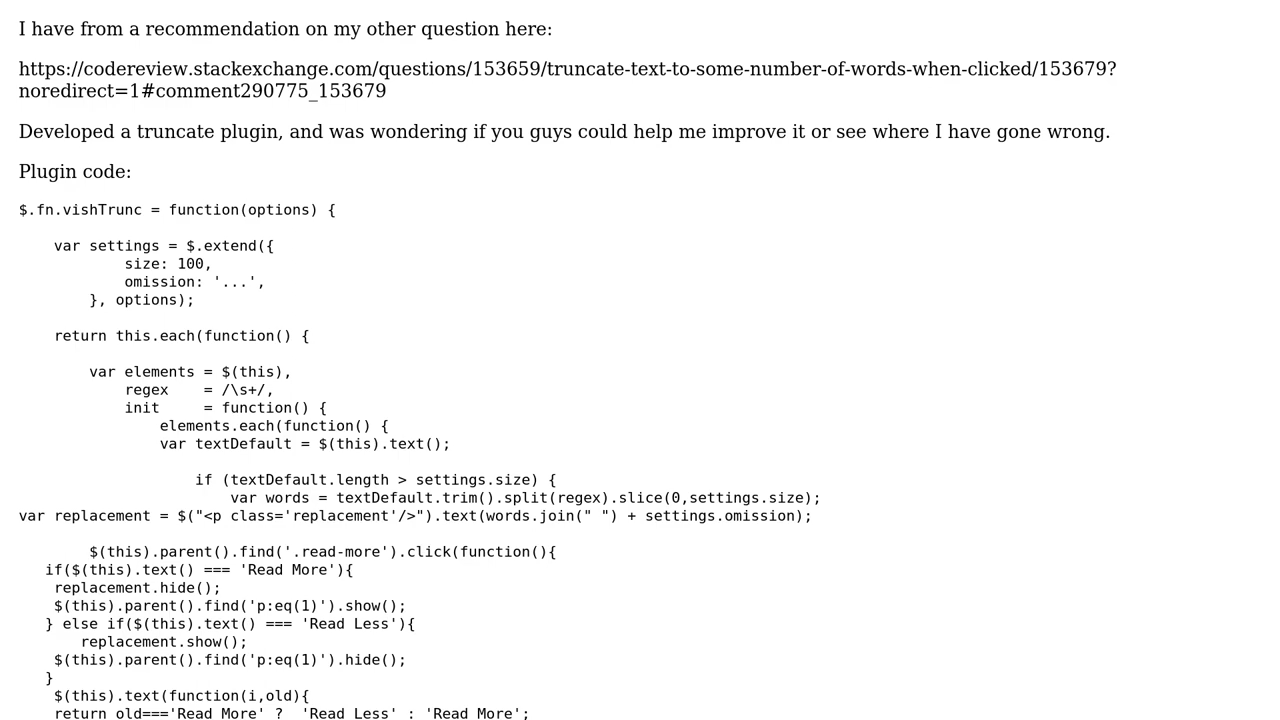 I have from a recommendation on my other question here:
https://codereview.stackexchange.com/questions/153659/truncate-text-to-some-number-of-words-when-clicked/153679?
noredirect=1#comment290775_153679
Developed a truncate plugin, and was wondering if you guys could help me improve it or see where I have gone wrong.
Plugin code:
$.fn.vishTrunc = function(options) {
    var settings = $.extend({
            size: 100,
            omission: '...',
        }, options);
    return this.each(function() {
        var elements = $(this),
            regex    = /\s+/,
            init     = function() {
                elements.each(function() {
                var textDefault = $(this).text();
                    if (textDefault.length > settings.size) {
                        var words = textDefault.trim().split(regex).slice(0,settings.size);
var replacement = $("<p class='replacement'/>").text(words.join(" ") + settings.omission);
        $(this).parent().find('.read-more').click(function(){
   if($(this).text() === 'Read More'){
    replacement.hide();
    $(this).parent().find('p:eq(1)').show();
   } else if($(this).text() === 'Read Less'){
       replacement.show();
    $(this).parent().find('p:eq(1)').hide();
   }
    $(this).text(function(i,old){
    return old==='Read More' ?  'Read Less' : 'Read More';